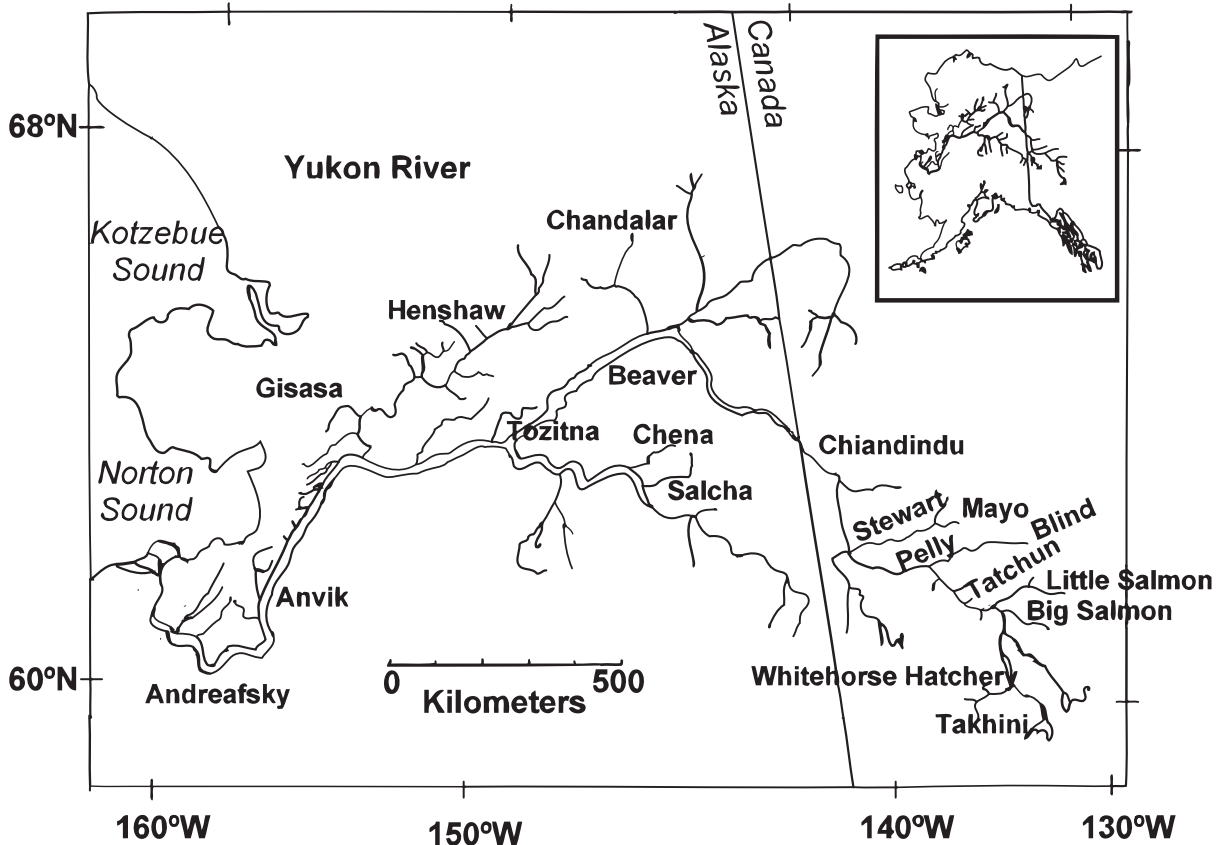 Canada
Alaska
68ºN
Yukon River
Kotzebue
Sound
Chandalar
Henshaw
Gisasa
Beaver
Tozitna
Chena
Chiandindu
Norton
Sound
Salcha
Stewart
Mayo
Blind
Pelly
Tatchun
Little Salmon
Big Salmon
Anvik
Andreafsky
60ºN
0
500
Kilometers
Whitehorse Hatchery
Takhini
160ºW
150ºW
140ºW
130ºW